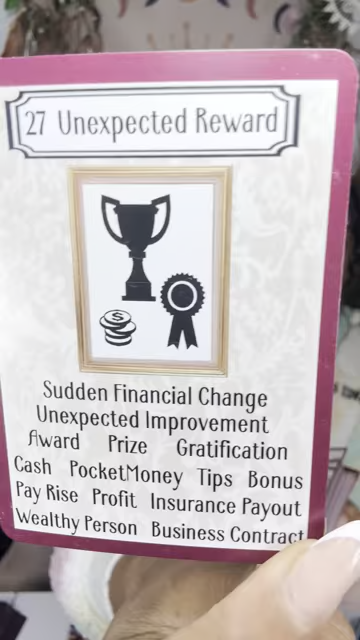 27 Unexpected Reward
$
Sudden Financial Change
Unexpected Improvement
Award Prize Gratification
Cash PocketMoney Tips Bonus
Pay Rise Profit Insurance Payout
Wealthy Person Business Contract